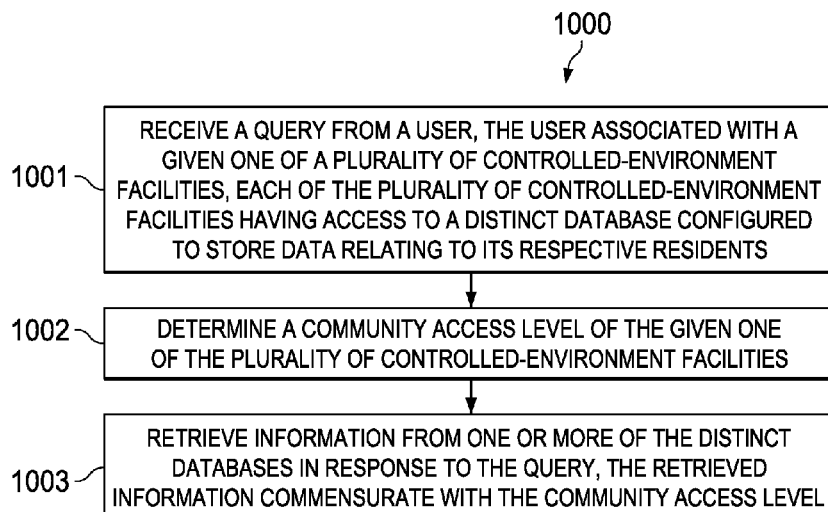 1000
1001
RECEIVE A QUERY FROM A USER, THE USER ASSOCIATED WITH A
GIVEN ONE OF A PLURALITY OF CONTROLLED-ENVIRONMENT
FACILITIES, EACH OF THE PLURALITY OF CONTROLLED-ENVIRONMENT
FACILITIES HAVING ACCESS TO A DISTINCT DATABASE CONFIGURED
TO STORE DATA RELATING TO ITS RESPECTIVE RESIDENTS
1002
DETERMINE A COMMUNITY ACCESS LEVEL OF THE GIVEN ONE
OF THE PLURALITY OF CONTROLLED-ENVIRONMENT FACILITIES
1003
RETRIEVE INFORMATION FROM ONE OR MORE OF THE DISTINCT
DATABASES IN RESPONSE TO THE QUERY, THE RETRIEVED
INFORMATION COMMENSURATE WITH THE COMMUNITY ACCESS LEVEL